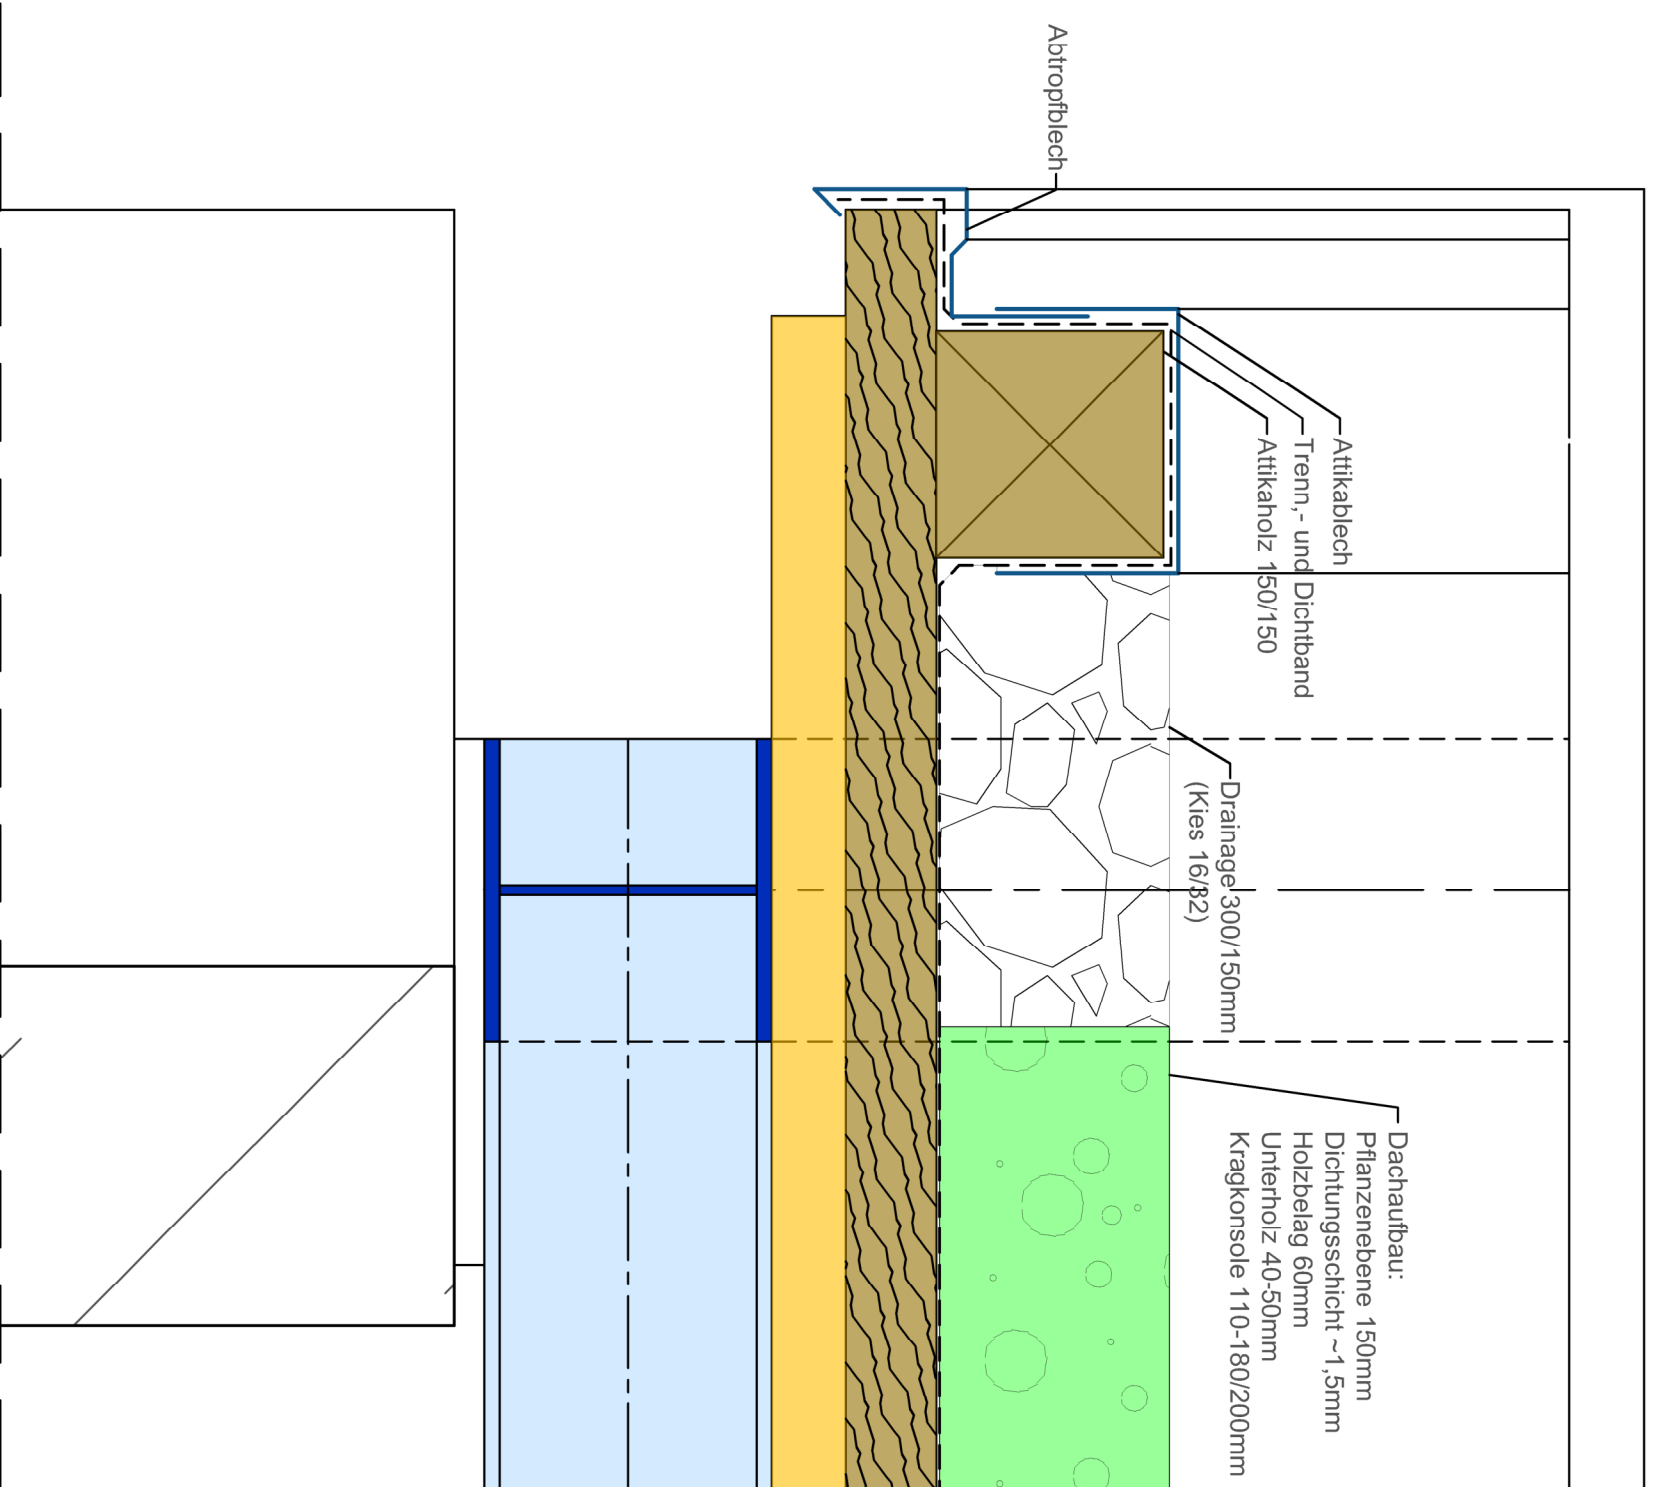 Abtropfblech
Attikablech
Trenn,- und Dichtband
Attikaholz 150/150
Drainage 300/150mm
(Kies 16/32)
Dachaufbau:
Pflanzenebene 150mm
Dichtungsschicht ~1,5mm
Holzbelag 60mm
Unterholz 40-50mm
Kragkonsole 110-180/200mm